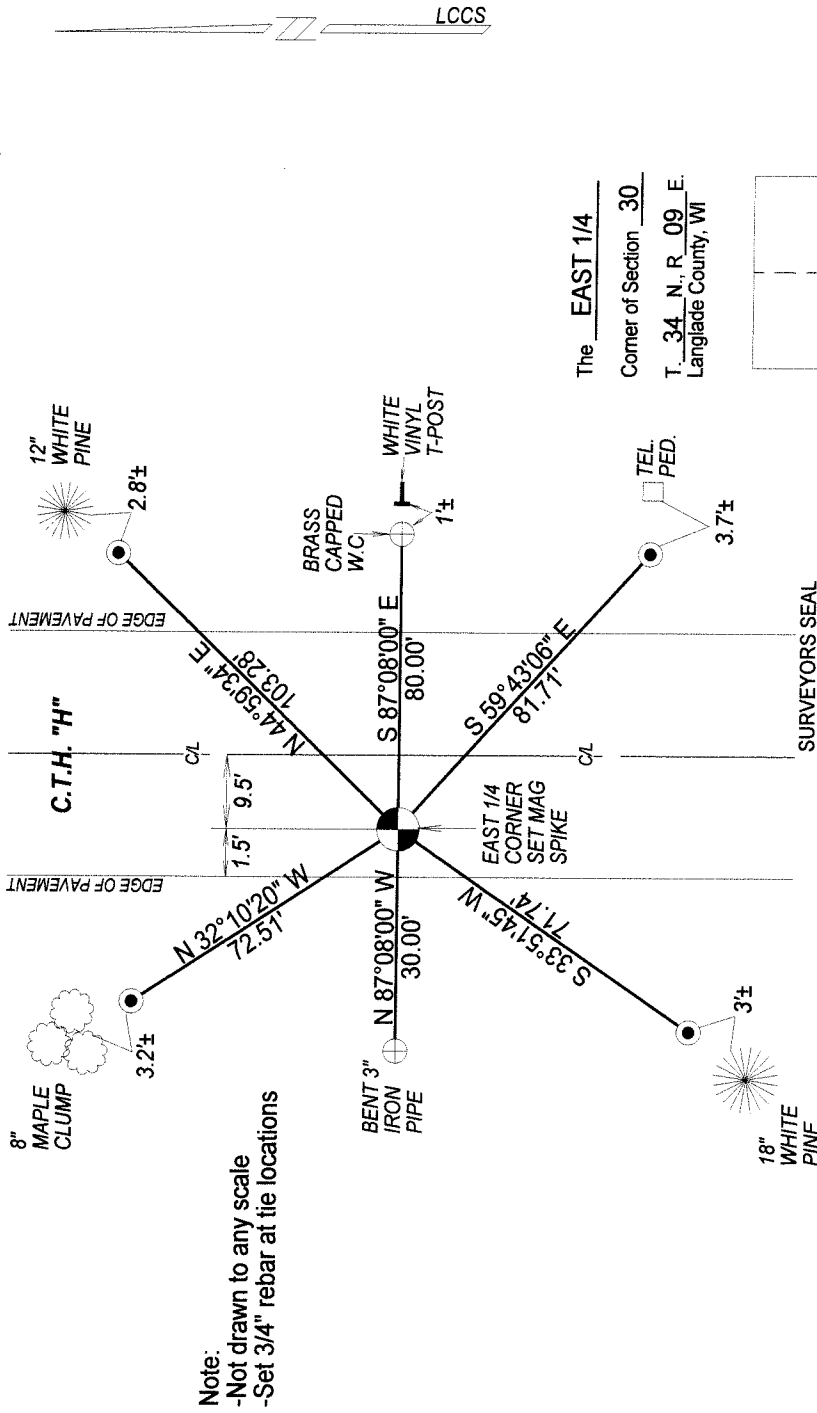 LCCS
N
12"
WHITE
PINE
2.8'±
8"
MAPLE
CLUMP
3.2'±
C.T.H. "H"
EDGE OF PAVEMENT
EDGE OF PAVEMENT
C/L
1.5'
9.5'
N 32°10'20" W
72.51'
N 44°59'34" E
103.28'
BRASS
CAPPED
W.C
WHITE
VINYL
T-POST
1'±
BENT 3"
IRON
PIPE
N 87°08'00" W
30.00'
S 87°08'00" E
80.00'
EAST 1/4
CORNER
SET MAG
SPIKE
S 33°51'45" W
71.74'
S 59°43'06" E
81.71'
C/L
TEL.
PED.
3.7'±
3'±
18"
WHITE
PINE
Note:
-Not drawn to any scale
-Set 3/4" rebar at tie locations
The EAST 1/4
Corner of Section 30
T. 34 N., R 09 E.
Langlade County, WI
SURVEYORS SEAL